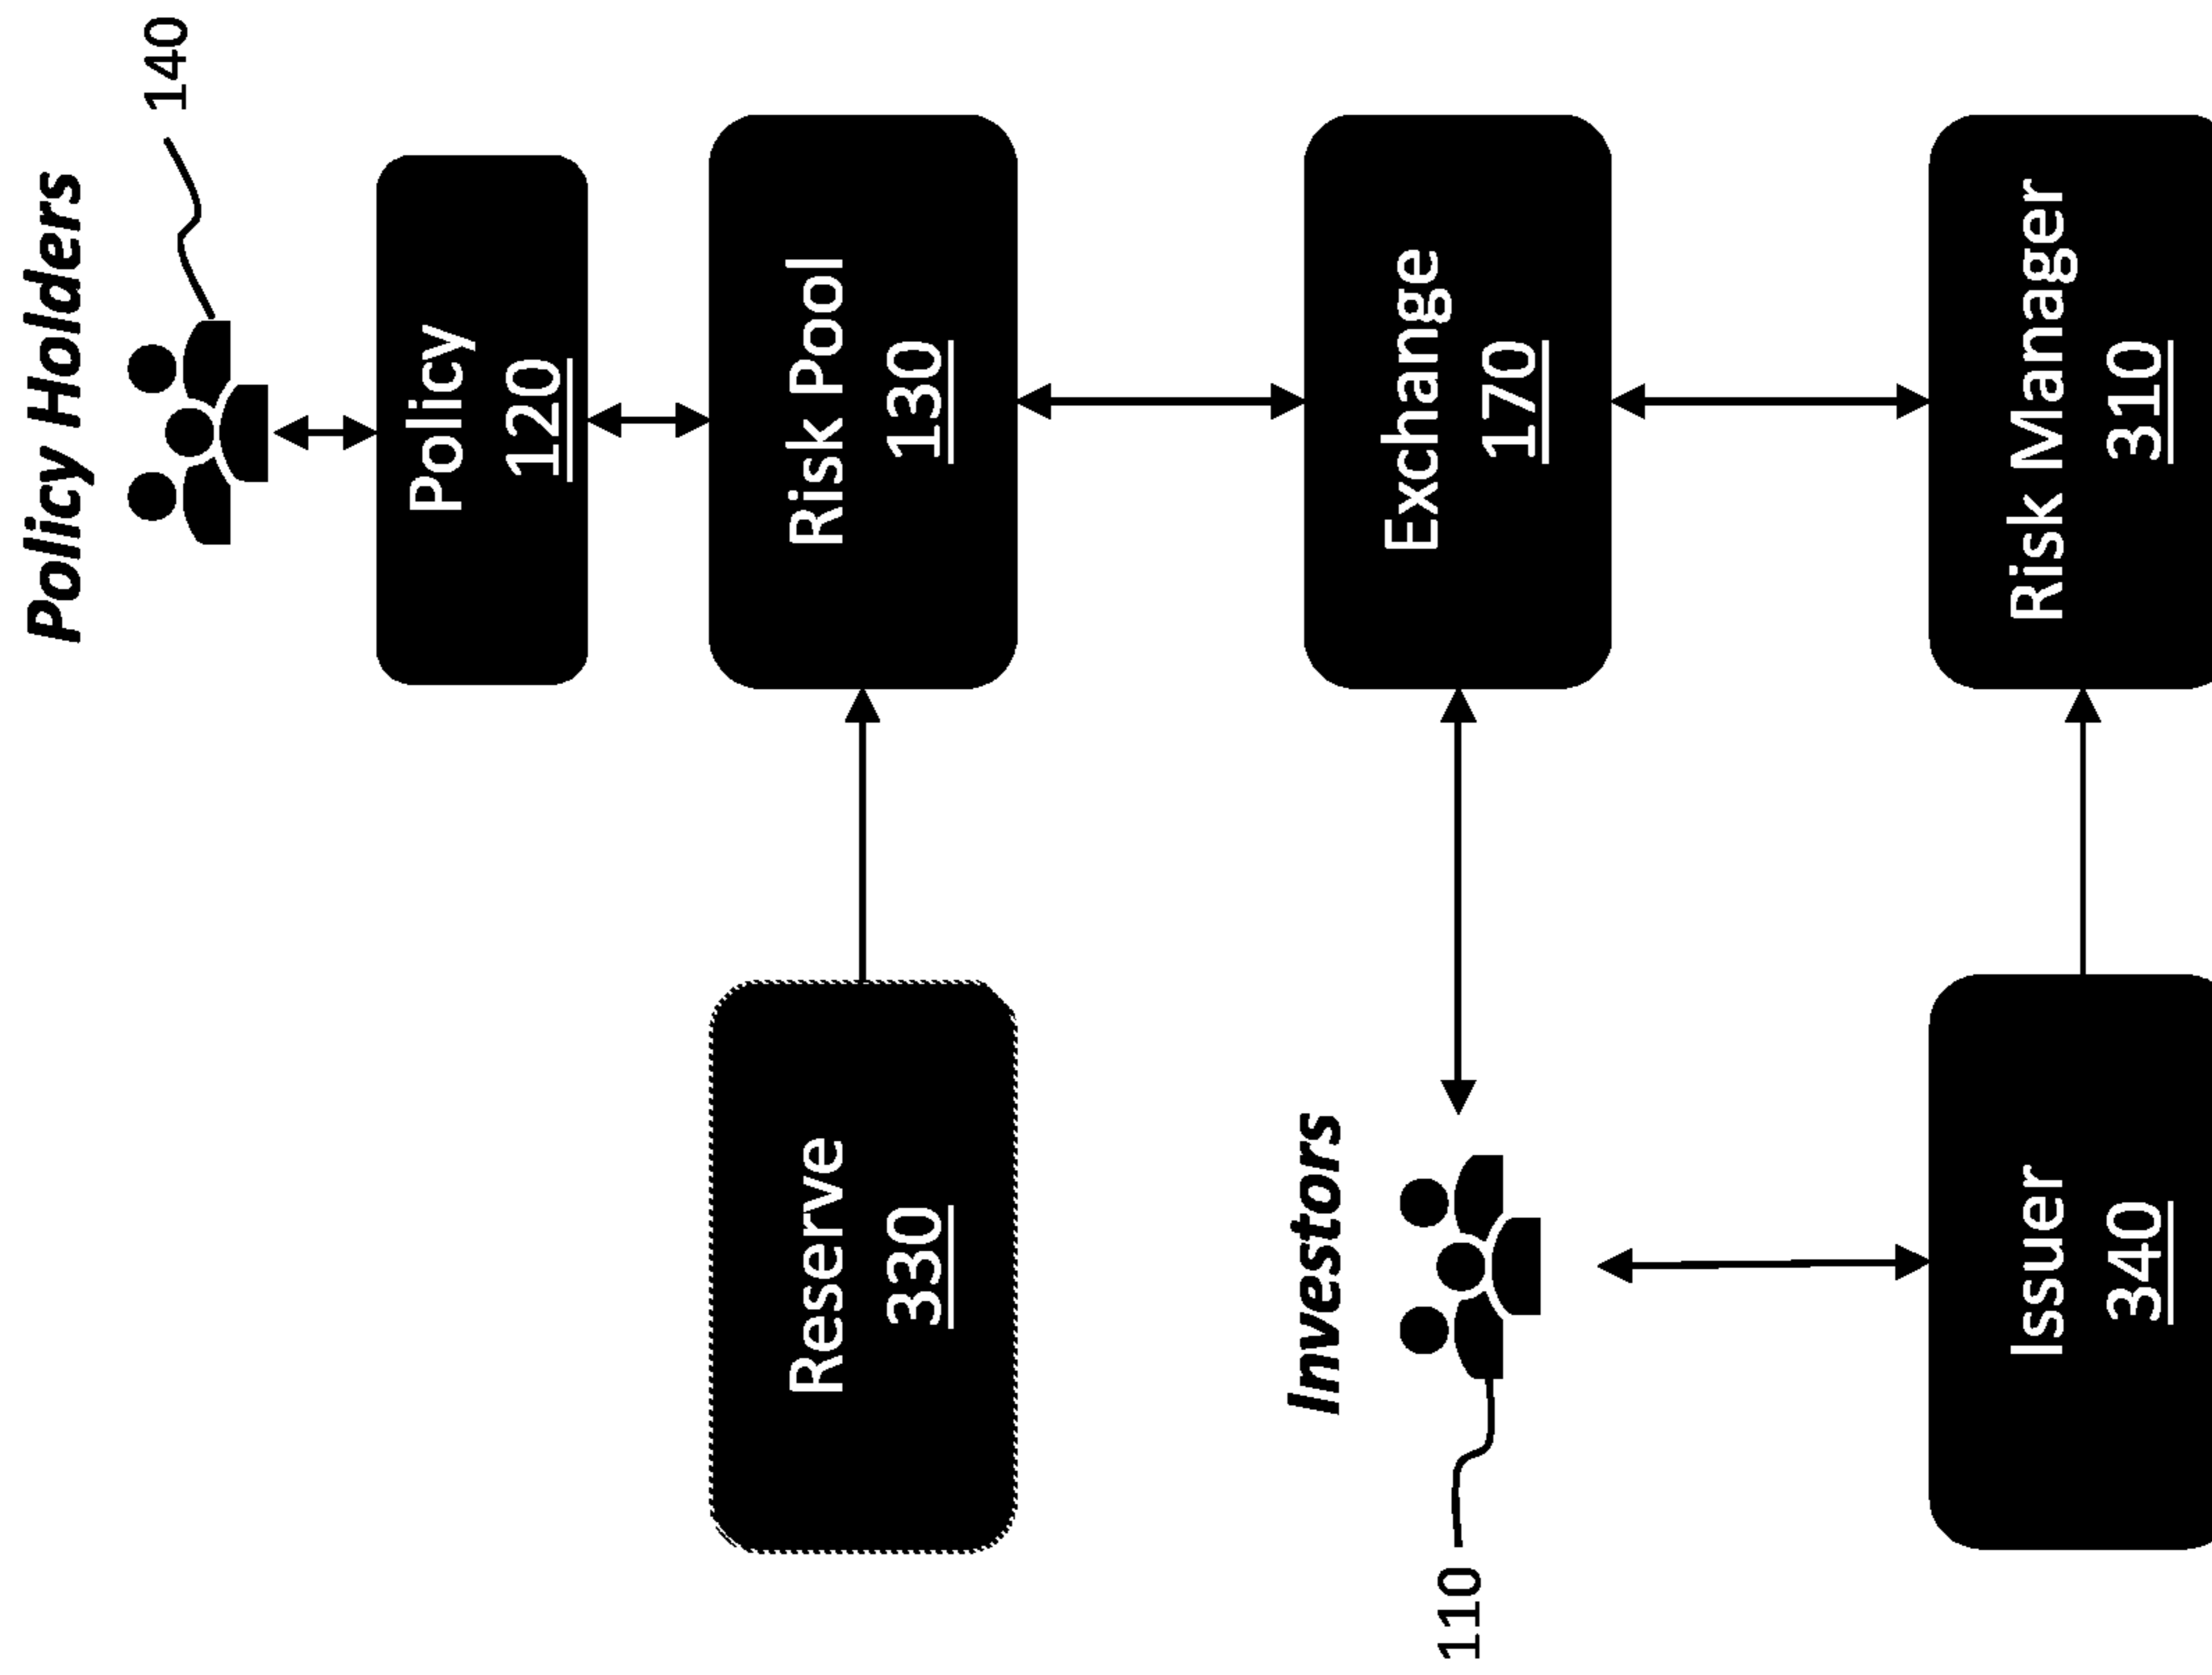 Policy Holders
140
Policy
120
Risk Pool
130
Reserve
330
Exchange
170
Investors
110
Risk Manager
310
Issuer
340